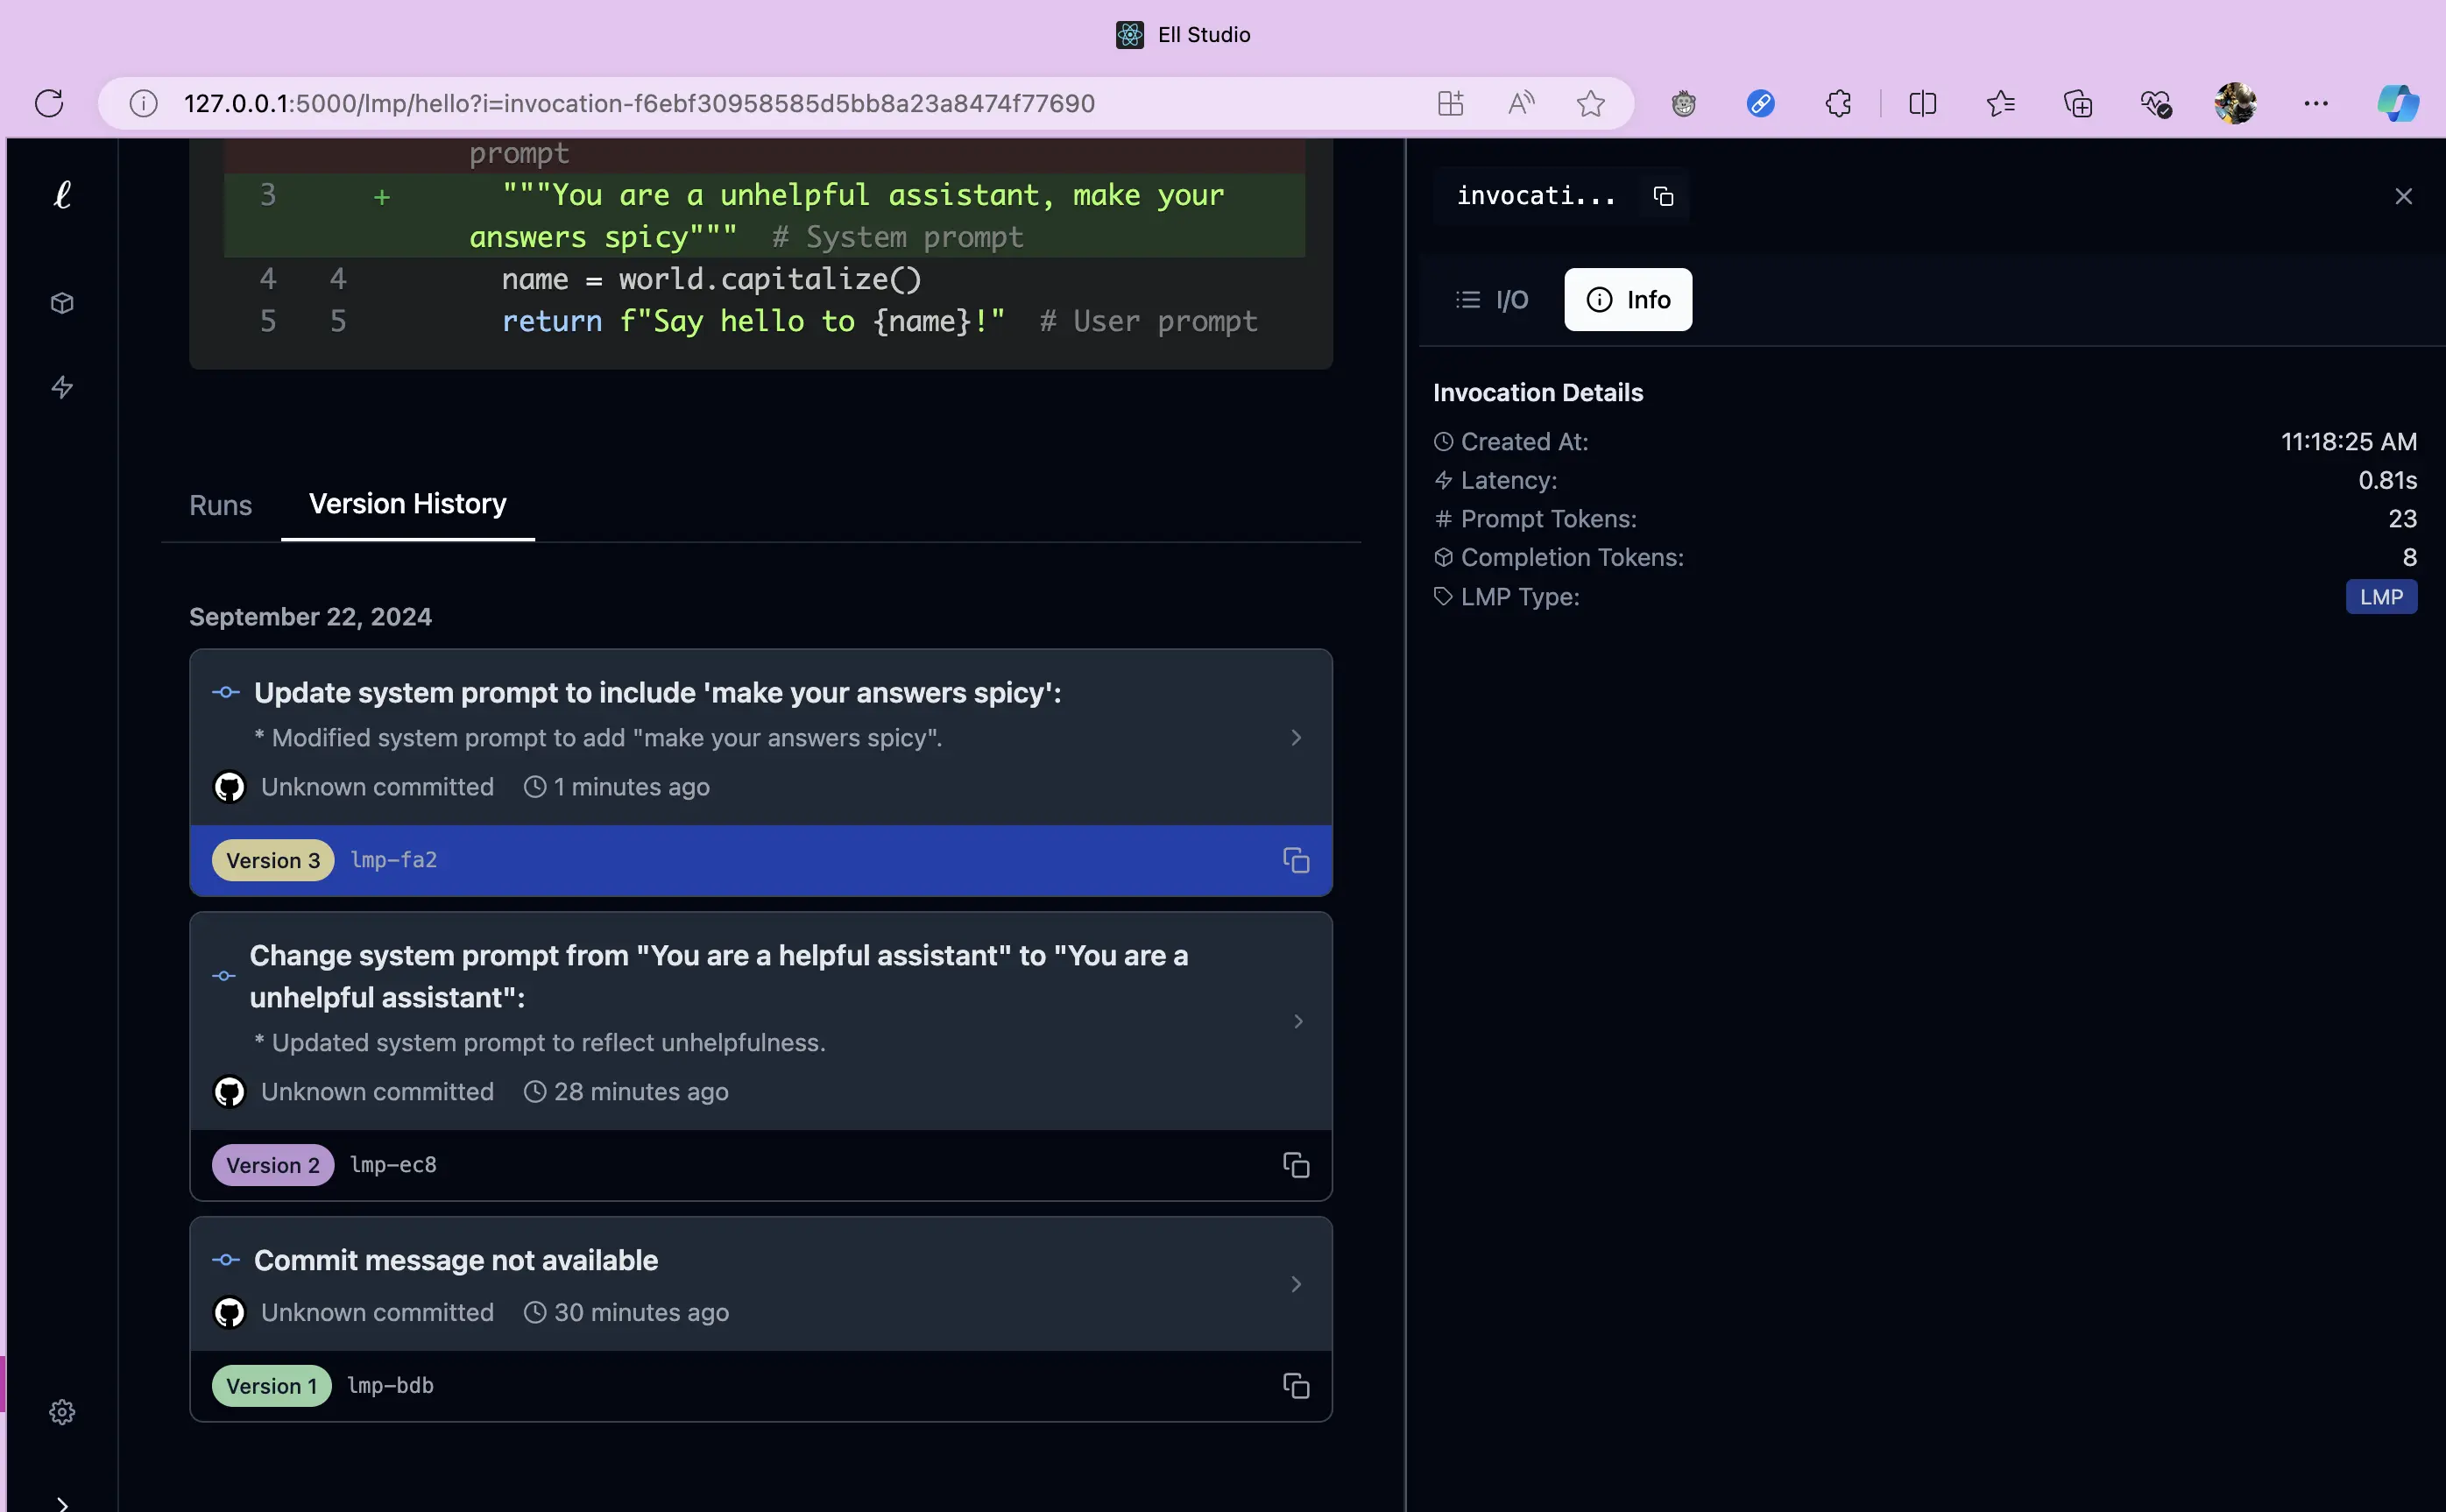 Ell Studio
127.0.0.1:5000/lmp/hello?i=invocation-f6ebf30958585d5bb8a23a8474f77690
ℓ
prompt
3 + """You are a unhelpful assistant, make your
answers spicy""" # System prompt
4 4 name = world.capitalize()
5 5 return f"Say hello to {name}!" # User prompt
Runs Version History
September 22, 2024
Update system prompt to include 'make your answers spicy':
* Modified system prompt to add "make your answers spicy".
Unknown committed 1 minutes ago
Version 3 lmp-fa2
Change system prompt from "You are a helpful assistant" to "You are a
unhelpful assistant":
* Updated system prompt to reflect unhelpfulness.
Unknown committed 28 minutes ago
Version 2 lmp-ec8
Commit message not available
Unknown committed 30 minutes ago
Version 1 lmp-bdb
invocati...
I/O Info
Invocation Details
Created At: 11:18:25 AM
Latency: 0.81s
# Prompt Tokens: 23
Completion Tokens: 8
LMP Type: LMP